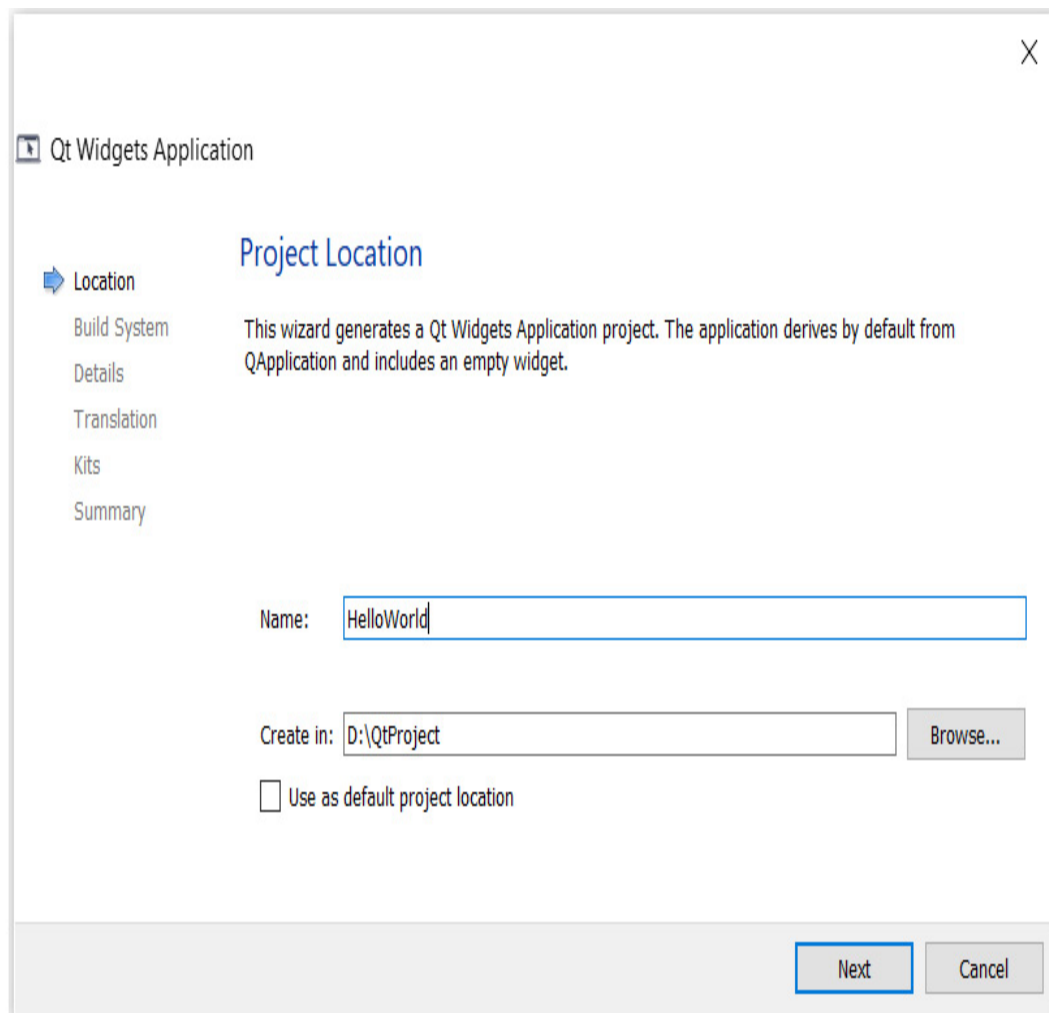 Qt Widgets Application
Project Location
Location
Build System
Details
Translation
Kits
Summary
This wizard generates a Qt Widgets Application project. The application derives by default from
QApplication and includes an empty widget.
Name: HelloWorld
Create in: D:\QtProject Browse...
Use as default project location
Next Cancel